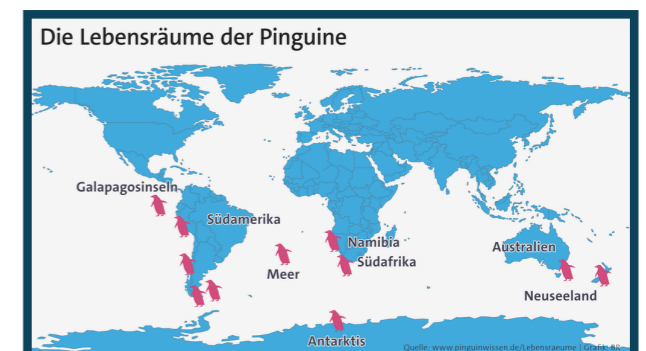 Die Lebensräume der Pinguine
Galapagosinseln
Südamerika
Namibia
Südafrika
Meer
Australien
Neuseeland
Antarktis
Quelle: www.pinguinwissen.de/Lebensraeume | Grafik: BR